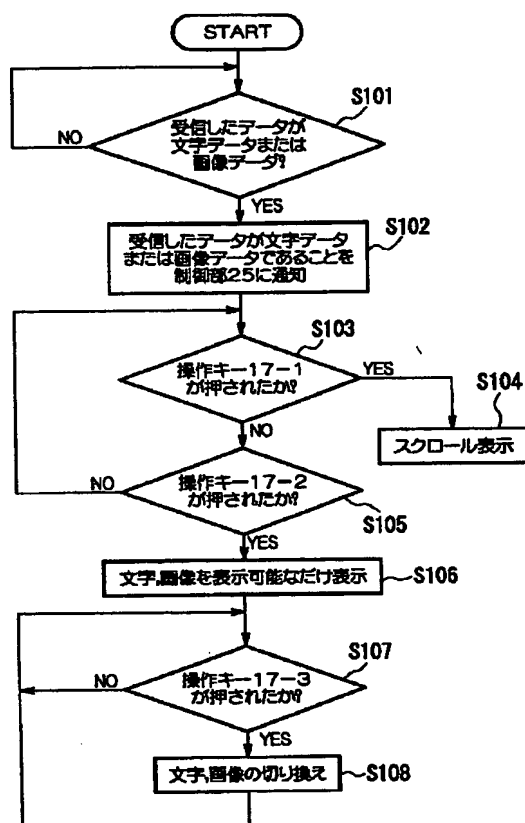 START
S101
受信したデータが
文字データまたは
画像データ?
NO
YES
S102
受信したデータが文字データ
または画像データであることを
制御部25に通知
S103
操作キー17-1
が押されたか?
YES
S104
NO
スクロール表示
操作キー17-2
が押されたか?
NO
S105
YES
文字,画像を表示可能なだけ表示
S106
S107
操作キー17-3
が押されたか?
NO
YES
文字,画像の切り換え
S108